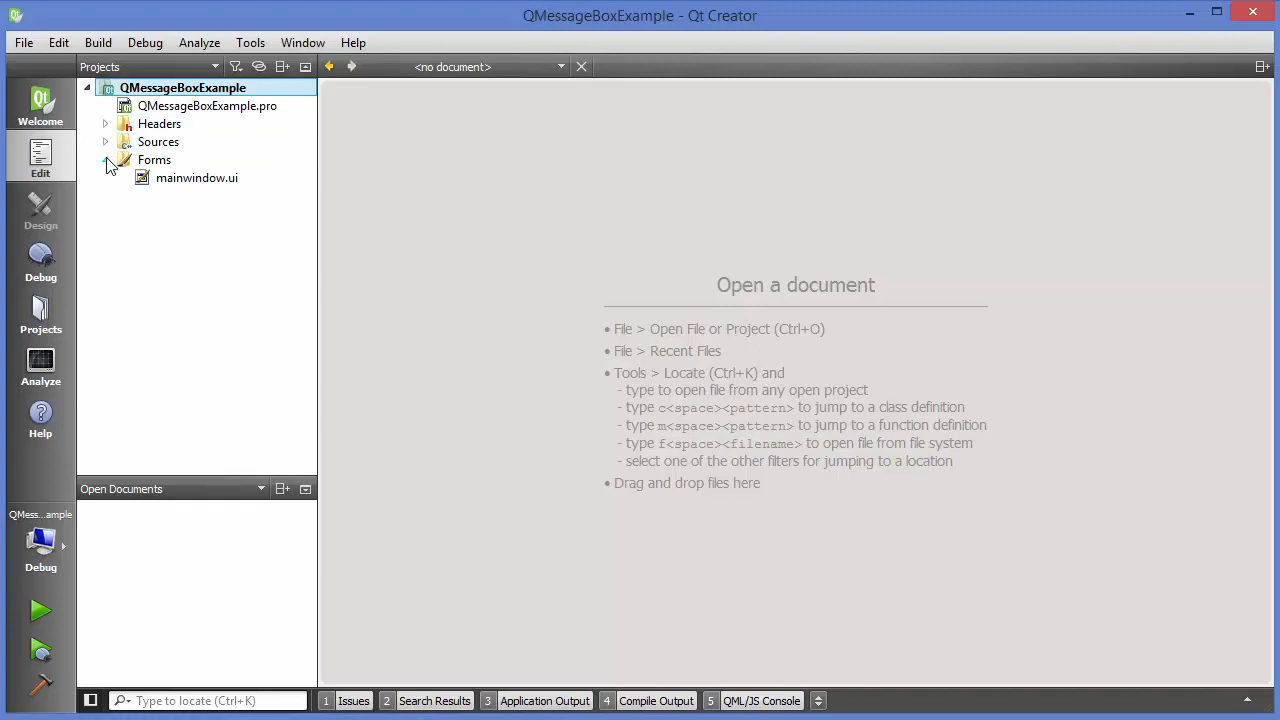 QMessageBoxExample - Qt Creator
File Edit Build Debug Analyze Tools Window Help
Projects <no document>
Qt
Welcome
Edit
Design
Debug
Projects
Analyze
Help
QMessageBoxExample
QMessageBoxExample.pro
Headers
Sources
Forms
mainwindow.ui
Open a document
• File > Open File or Project (Ctrl+O)
• File > Recent Files
• Tools > Locate (Ctrl+K) and
- type to open file from any open project
- type c<space><pattern> to jump to a class definition
- type m<space><pattern> to jump to a function definition
- type f<space><filename> to open file from file system
- select one of the other filters for jumping to a location
• Drag and drop files here
Open Documents
QMess...ample
Debug
Type to locate (Ctrl+K) 1 Issues 2 Search Results 3 Application Output 4 Compile Output 5 QML/JS Console